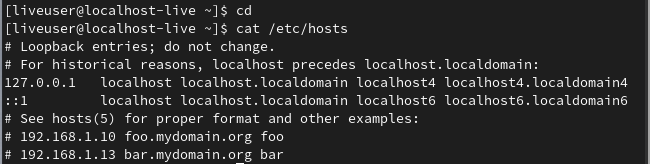 [liveuser@localhost-live ~]$ cd
[liveuser@localhost-live ~]$ cat /etc/hosts
# Loopback entries; do not change.
# For historical reasons, localhost precedes localhost.localdomain:
127.0.0.1   localhost localhost.localdomain localhost4 localhost4.localdomain4
::1         localhost localhost.localdomain localhost6 localhost6.localdomain6
# See hosts(5) for proper format and other examples:
# 192.168.1.10 foo.mydomain.org foo
# 192.168.1.13 bar.mydomain.org bar